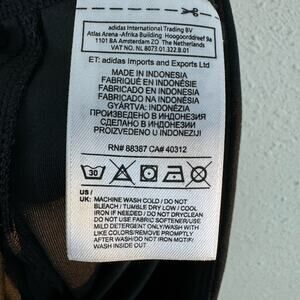 adidas International Trading BV
Atlas Arena -Afrika Building Hoogoorddreef 9a
1101 BA Amsterdam ZO The Netherlands
VAT NO. NL 8073.01.322.B.01
ET: adidas Imports and Exports Ltd
MADE IN INDONESIA
FABRIQUÉ EN INDONÉSIE
FABRICADO EN INDONESIA
FABRICADO NA INDONÉSIA
GYÁRTVA: INDONÉZIA
ПРОИЗВЕДЕНО В ИНДОНЕЗИИ
СДЕЛАНО В ИНДОНЕЗИИ
PROIZVEDENO U INDONEZIJI
RN# 88387 CA# 40312
30
US /
UK: MACHINE WASH COLD / DO NOT
BLEACH / TUMBLE DRY LOW / COOL
IRON IF NEEDED / DO NOT DRYCLEAN
DO NOT USE FABRIC SOFTENER/USE
MILD DETERGENT ONLY/WASH WITH
LIKE COLORS/REMOVE PROMPTLY
AFTER WASH/DO NOT IRON MOTIF/
WASH INSIDE OUT